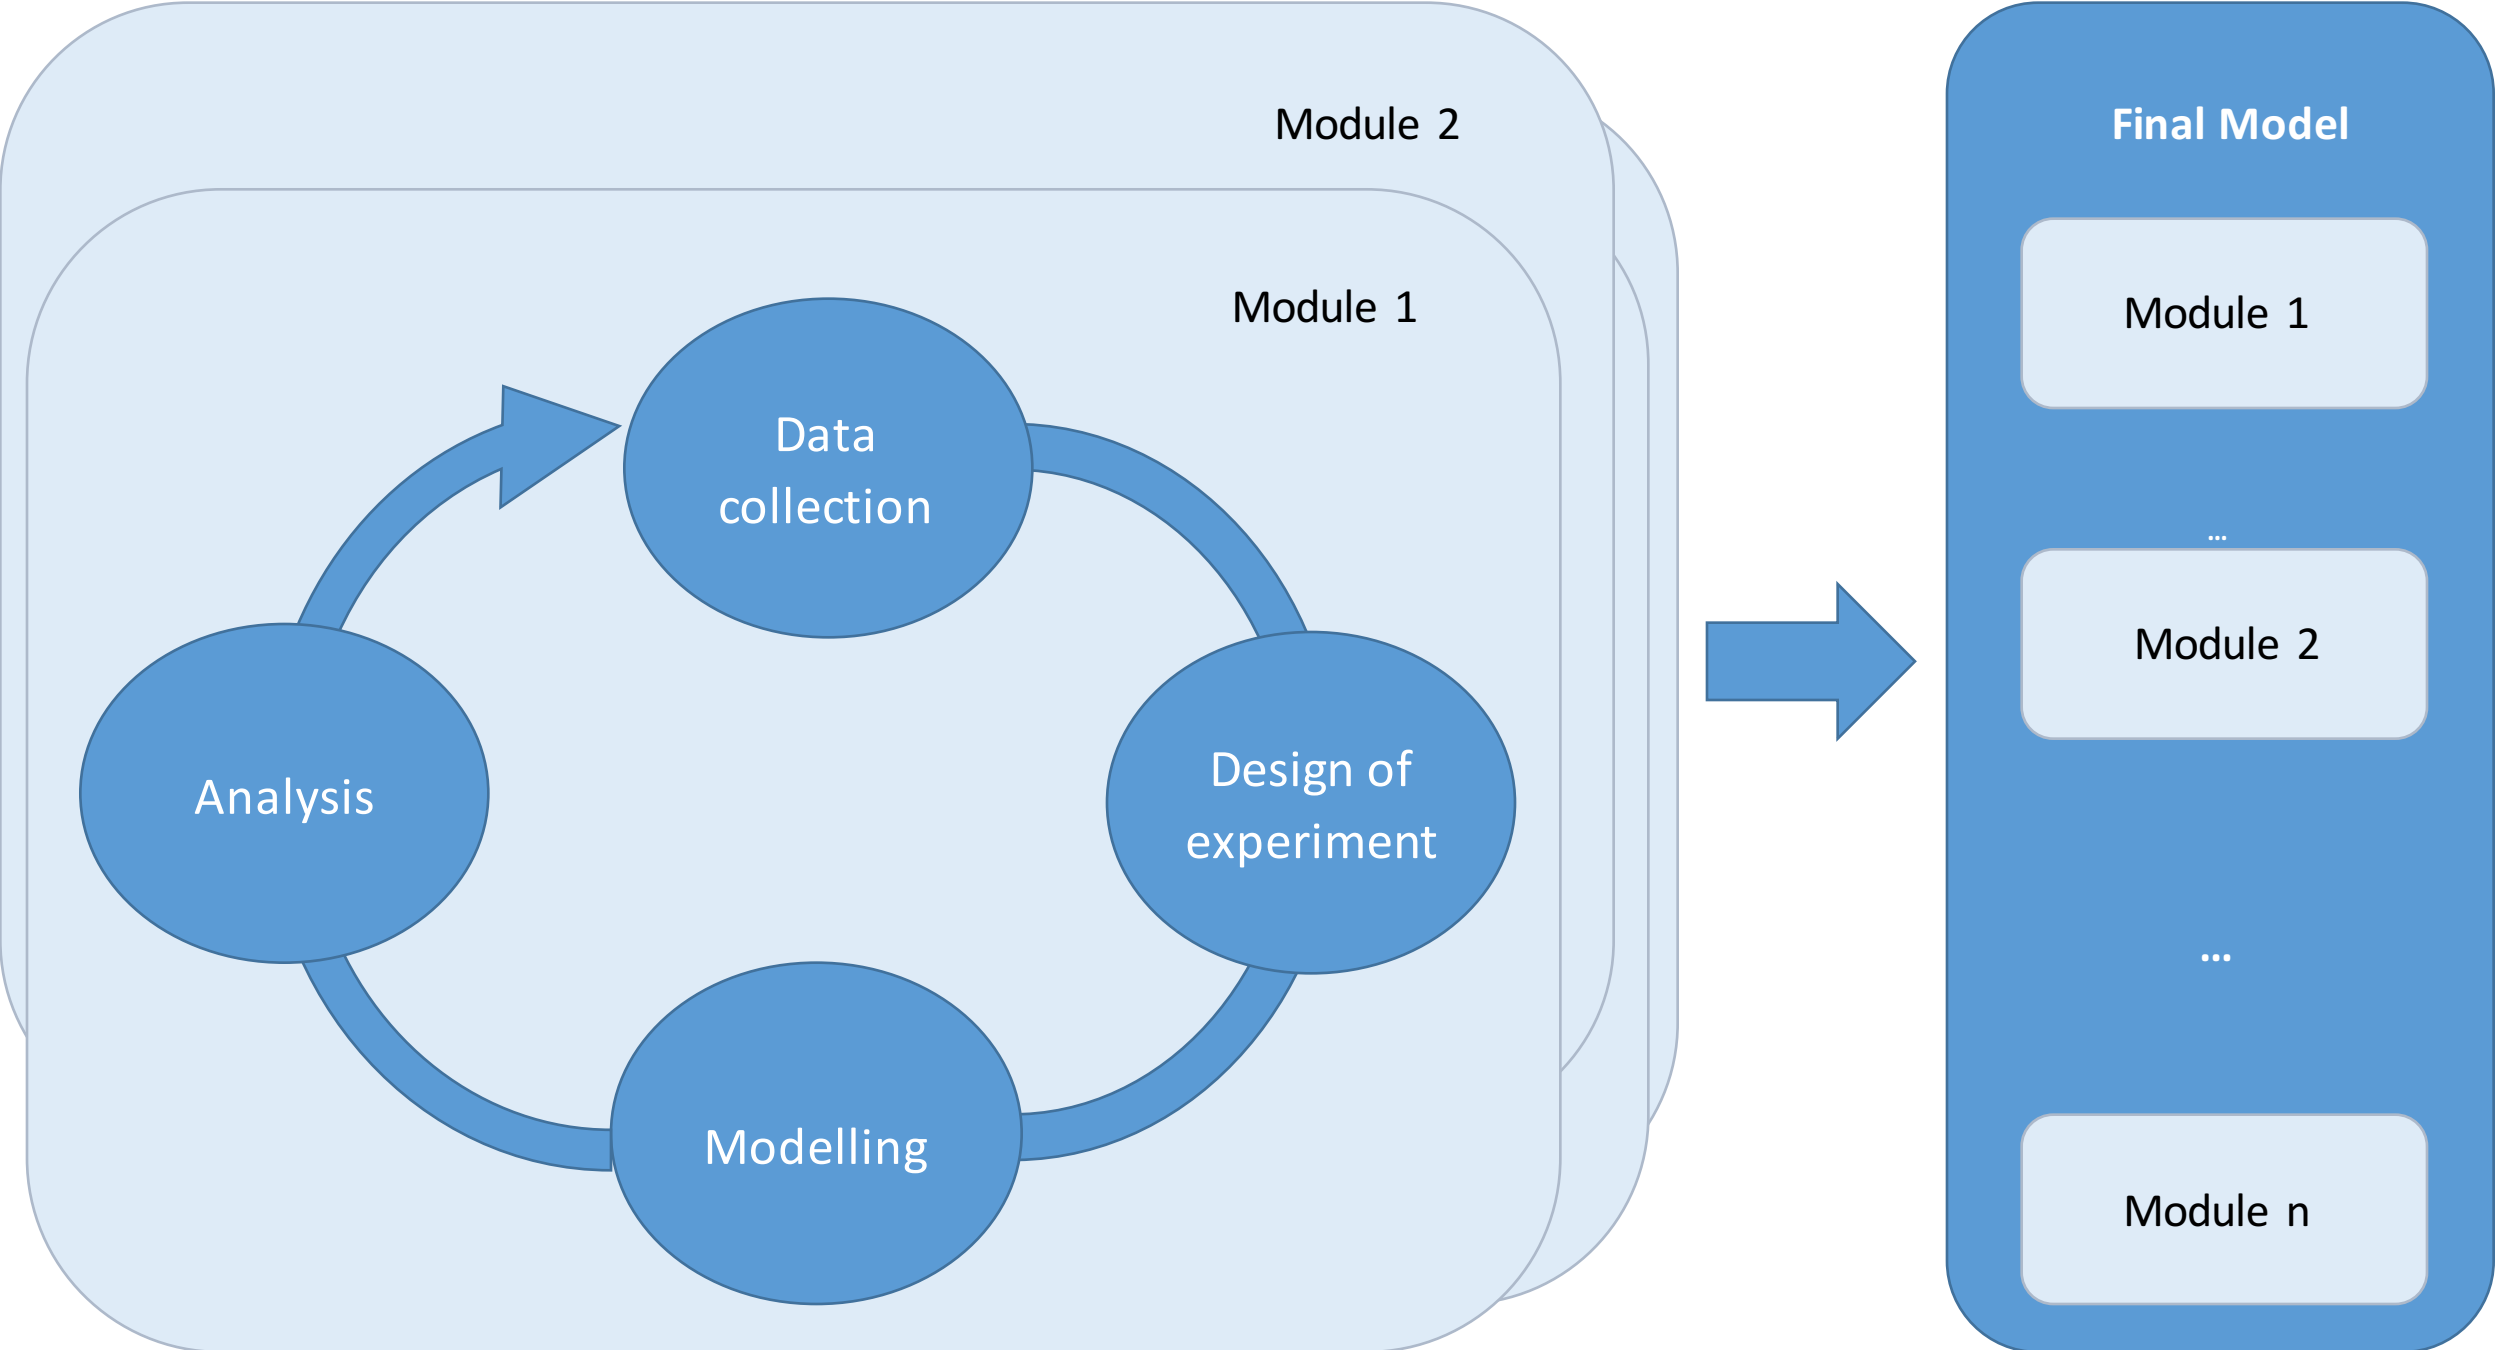 Module 2
Module 1
Data
collection
Design of
experiment
Analysis
Modelling
Final Model
Module 1
...
Module 2
...
Module n